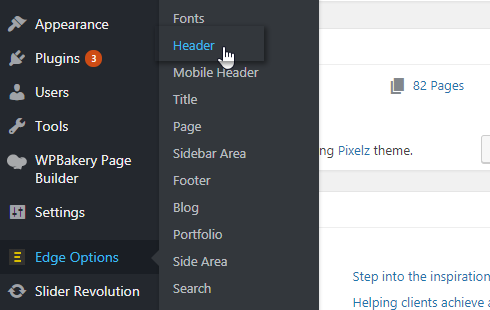 Appearance
Plugins 3
Users
Tools
WPBakery Page
Builder
Settings
Edge Options
Slider Revolution
Fonts
Header
Mobile Header
Title
Page
Sidebar Area
Footer
Blog
Portfolio
Side Area
Search
82 Pages
ng Pixelz theme.
Step into the inspiration
Helping clients achieve a